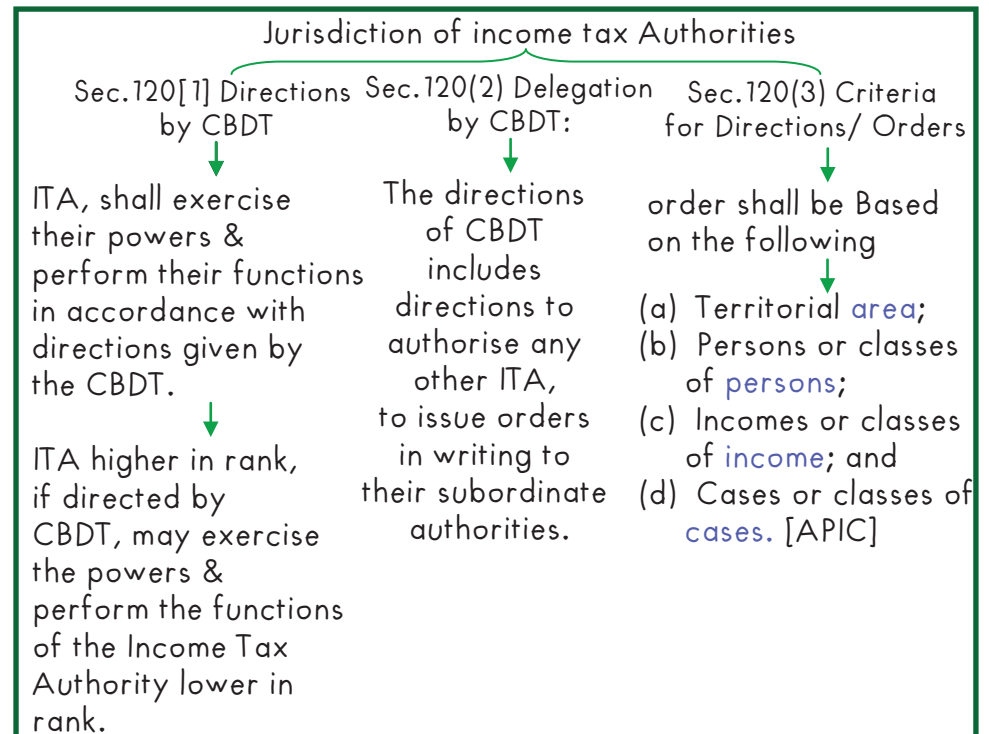 Jurisdiction of income tax Authorities
Sec.120[1] Directions
by CBDT
ITA, shall exercise
their powers &
perform their functions
in accordance with
directions given by
the CBDT.
ITA higher in rank,
if directed by
CBDT, may exercise
the powers &
perform the functions
of the Income Tax
Authority lower in
rank.
Sec.120(2) Delegation
by CBDT:
The directions
of CBDT
includes
directions to
authorise any
other ITA,
to issue orders
in writing to
their subordinate
authorities.
Sec.120(3) Criteria
for Directions/ Orders
order shall be Based
on the following
(a) Territorial area;
(b) Persons or classes
of persons;
(c) Incomes or classes
of income; and
(d) Cases or classes of
cases. [APIC]